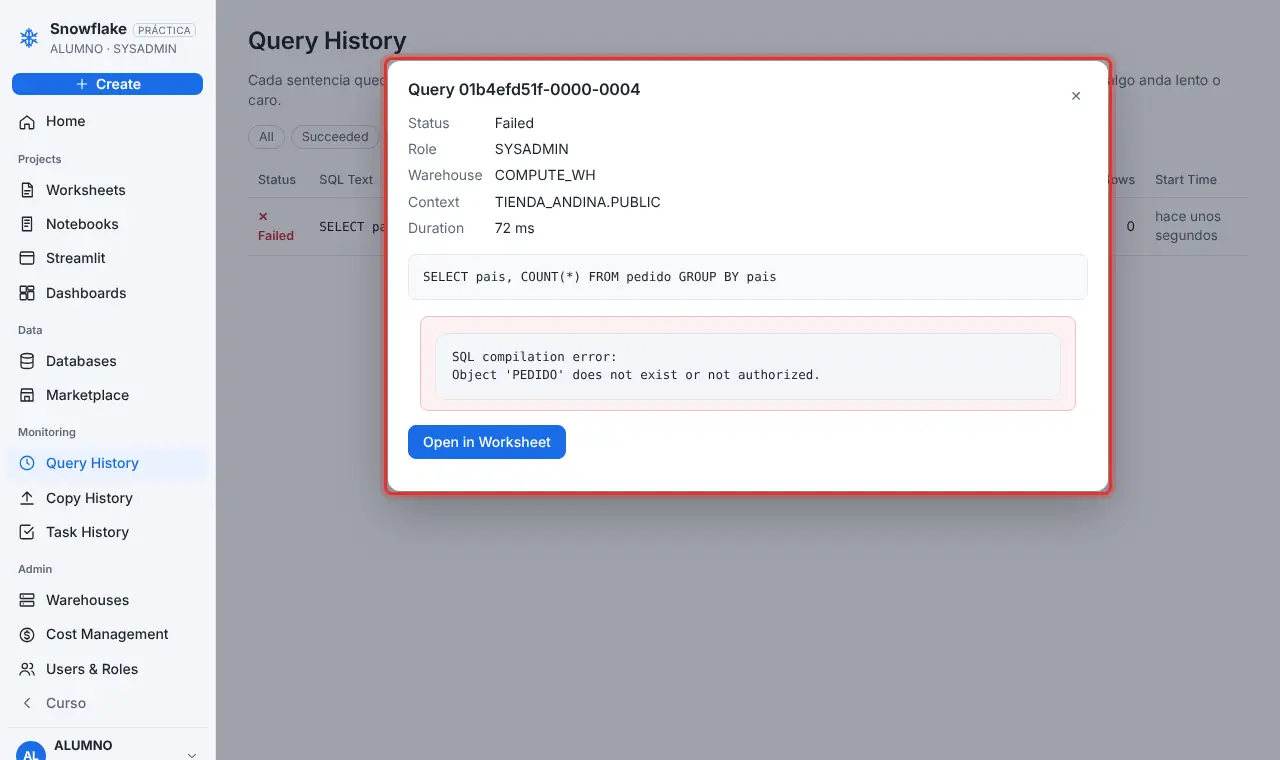 Snowflake PRÁCTICA
ALUMNO · SYSADMIN
+ Create
Home
Projects
Worksheets
Notebooks
Streamlit
Dashboards
Data
Databases
Marketplace
Monitoring
Query History
Copy History
Task History
Admin
Warehouses
Cost Management
Users & Roles
Curso
AL
ALUMNO
Query History
Cada sentencia
algo anda lento o
caro.
All
Succeeded
Status
SQL Text
Start Time
× Failed
SELECT
0
hace unos
segundos
Query 01b4efd51f-0000-0004
×
Status Failed
Role SYSADMIN
Warehouse COMPUTE_WH
Context TIENDA_ANDINA.PUBLIC
Duration 72 ms
SELECT pais, COUNT(*) FROM pedido GROUP BY pais
SQL compilation error:
Object 'PEDIDO' does not exist or not authorized.
Open in Worksheet